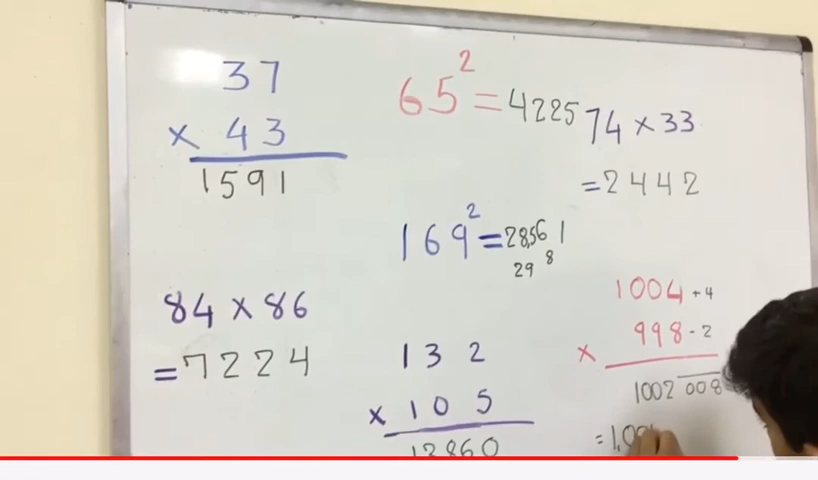 37
× 43
1591
65² = 4225
74 × 33
= 2442
169² = 28561
29 8
84 × 86
= 7224
132
× 105
13860
1004 +4
× 998 -2
1002 008